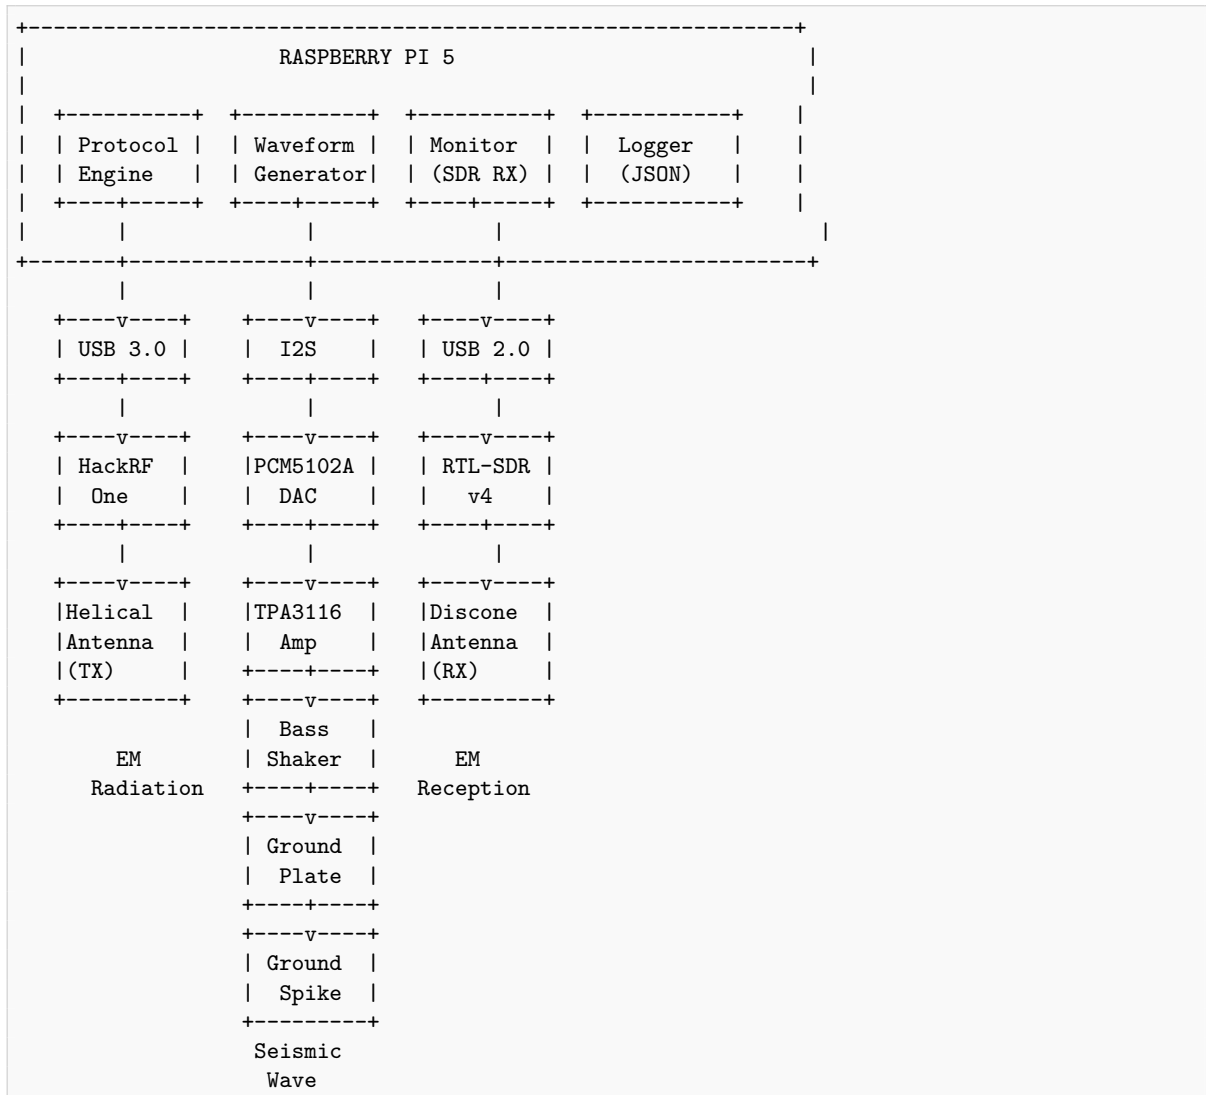 +-----------------------------------------------------------+
|                    RASPBERRY PI 5                         |
|                                                           |
|  +----------+  +----------+  +----------+  +-----------+    |
|  | Protocol |  | Waveform |  | Monitor  |  |  Logger   |    |
|  | Engine   |  | Generator|  | (SDR RX) |  |  (JSON)   |    |
|  +----+-----+  +----+-----+  +----+-----+  +-----------+    |
|       |             |             |                         |
+-------+--------------+--------------+-----------------------+
        |              |              |
   +----v----+    +----v----+   +----v----+
   | USB 3.0 |    |  I2S    |   | USB 2.0 |
   +----+----+    +----+----+   +----+----+
        |              |              |
   +----v----+    +----v----+   +----v----+
   | HackRF  |    |PCM5102A |   | RTL-SDR |
   |  One    |    |  DAC    |   |   v4    |
   +----+----+    +----+----+   +----+----+
        |              |              |
   +----v----+    +----v----+   +----v----+
   |Helical  |    |TPA3116  |   |Discone  |
   |Antenna  |    |  Amp    |   |Antenna  |
   |(TX)     |    +----+----+   |(RX)     |
   +---------+    +----v----+   +---------+
                  |  Bass   |
        EM        | Shaker  |      EM
      Radiation   +----+----+   Reception
                  +----v----+
                  | Ground  |
                  |  Plate  |
                  +----+----+
                  +----v----+
                  | Ground  |
                  |  Spike  |
                  +---------+
                   Seismic
                    Wave